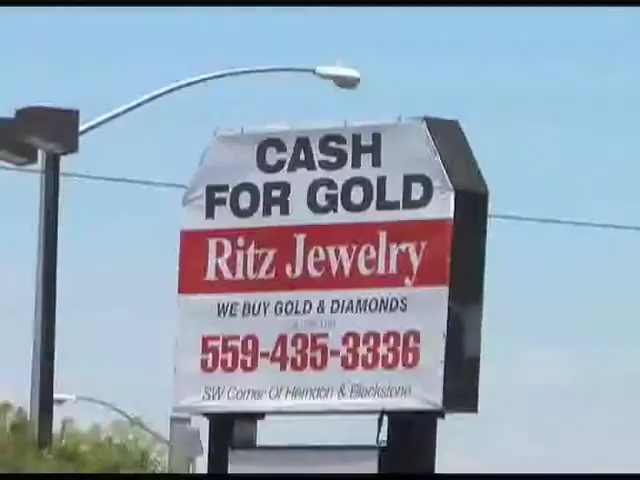 CASH
FOR GOLD
Ritz Jewelry
WE BUY GOLD & DIAMONDS
559-435-3336
SW Corner Of Herndon & Blackstone